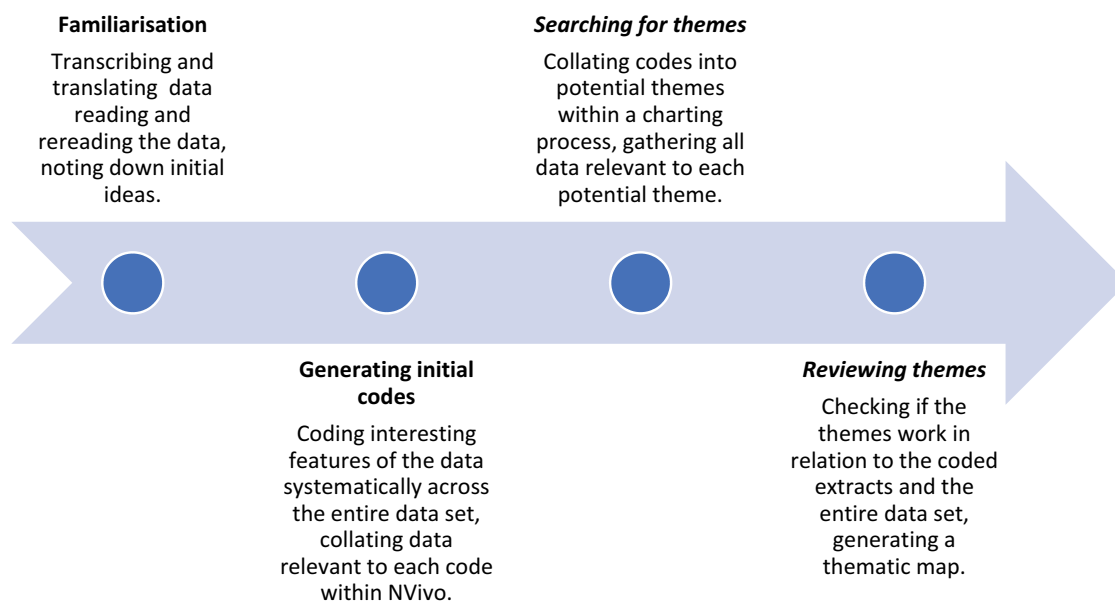 Familiarisation
Transcribing and
translating  data
reading and
rereading the data,
noting down initial
ideas.
Generating initial
codes
Coding interesting
features of the data
systematically across
the entire data set,
collating data
relevant to each code
within NVivo.
Searching for themes
Collating codes into
potential themes
within a charting
process, gathering all
data relevant to each
potential theme.
Reviewing themes
Checking if the
themes work in
relation to the coded
extracts and the
entire data set,
generating a
thematic map.